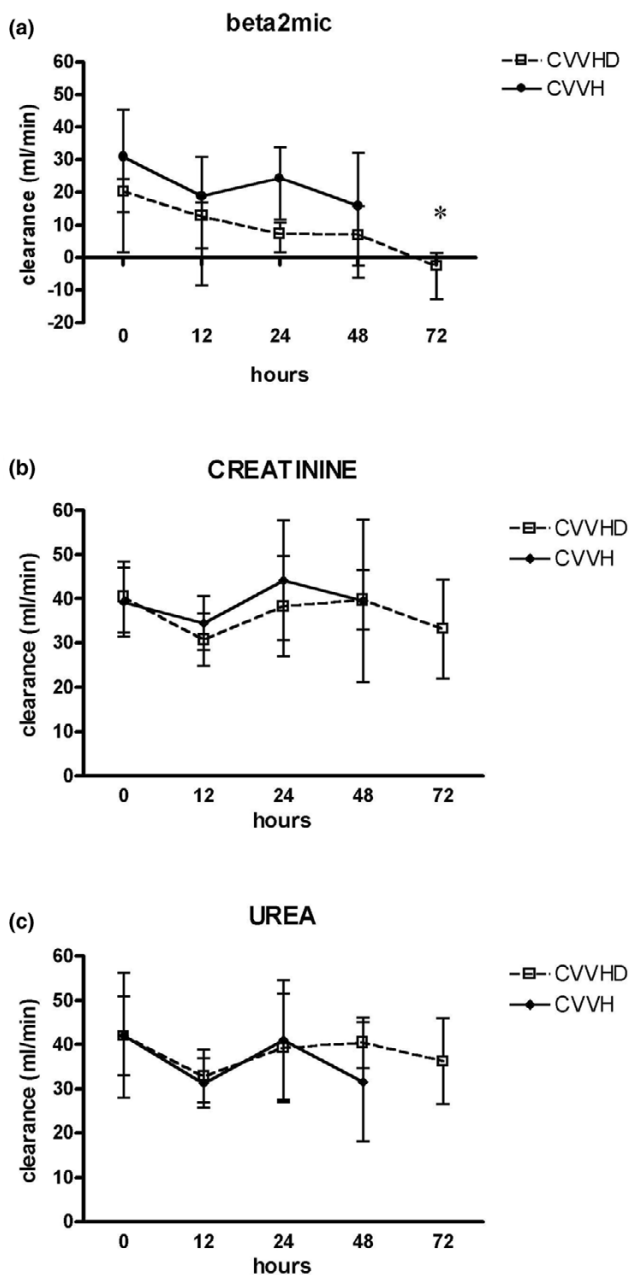 (a)
beta2mic
CVVHD
CVVH
clearance (ml/min)
60
50
40
30
20
10
0
-10
-20
*
0 12 24 48 72
hours
(b)
CREATININE
CVVHD
CVVH
clearance (ml/min)
60
50
40
30
20
10
0
0 12 24 48 72
hours
(c)
UREA
CVVHD
CVVH
clearance (ml/min)
60
50
40
30
20
10
0
0 12 24 48 72
hours